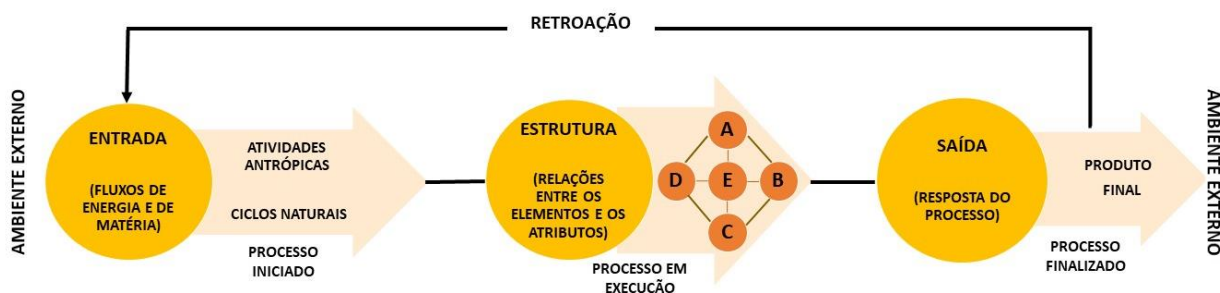 RETROAÇÃO
AMBIENTE EXTERNO
ENTRADA
(FLUXOS DE
ENERGIA E DE
MATÉRIA)
ATIVIDADES
ANTRÓPICAS
CICLOS NATURAIS
PROCESSO
INICIADO
ESTRUTURA
(RELAÇÕES
ENTRE OS
ELEMENTOS E OS
ATRIBUTOS)
A
D
E
B
C
PROCESSO EM
EXECUÇÃO
SAÍDA
(RESPOSTA DO
PROCESSO)
PRODUTO
FINAL
PROCESSO
FINALIZADO
AMBIENTE EXTERNO